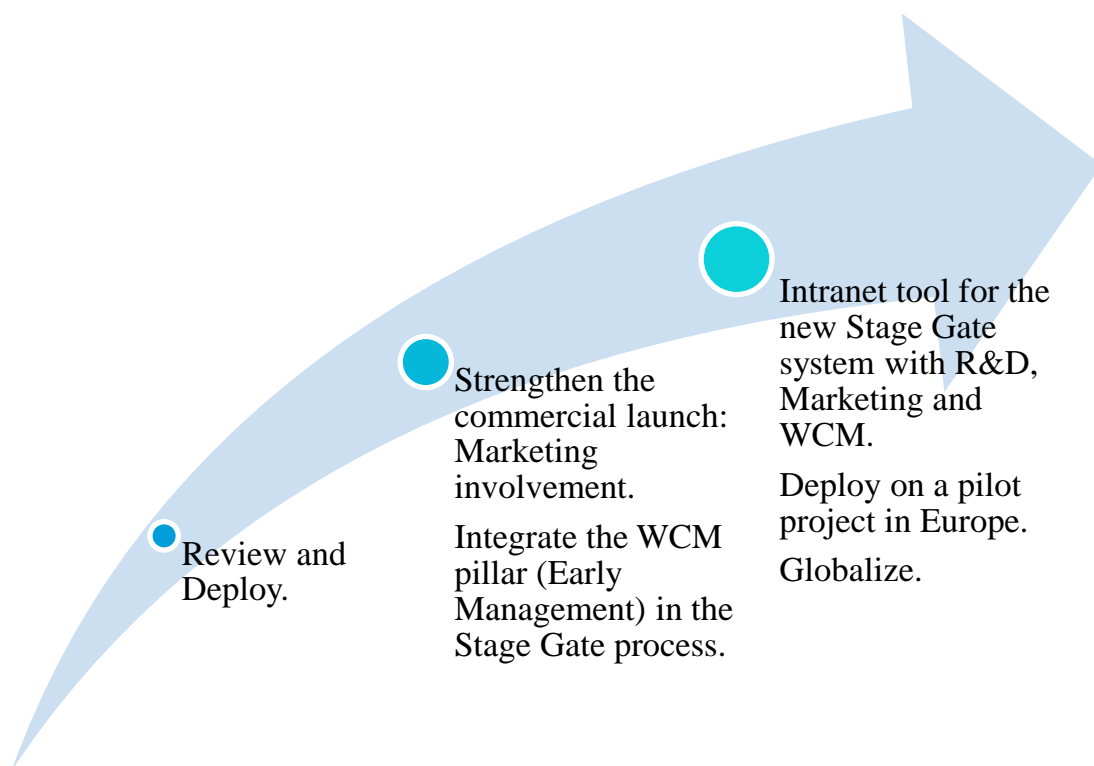 Review and
Deploy.
Strengthen the
commercial launch:
Marketing
involvement.
Integrate the WCM
pillar (Early
Management) in the
Stage Gate process.
Intranet tool for the
new Stage Gate
system with R&D,
Marketing and
WCM.
Deploy on a pilot
project in Europe.
Globalize.